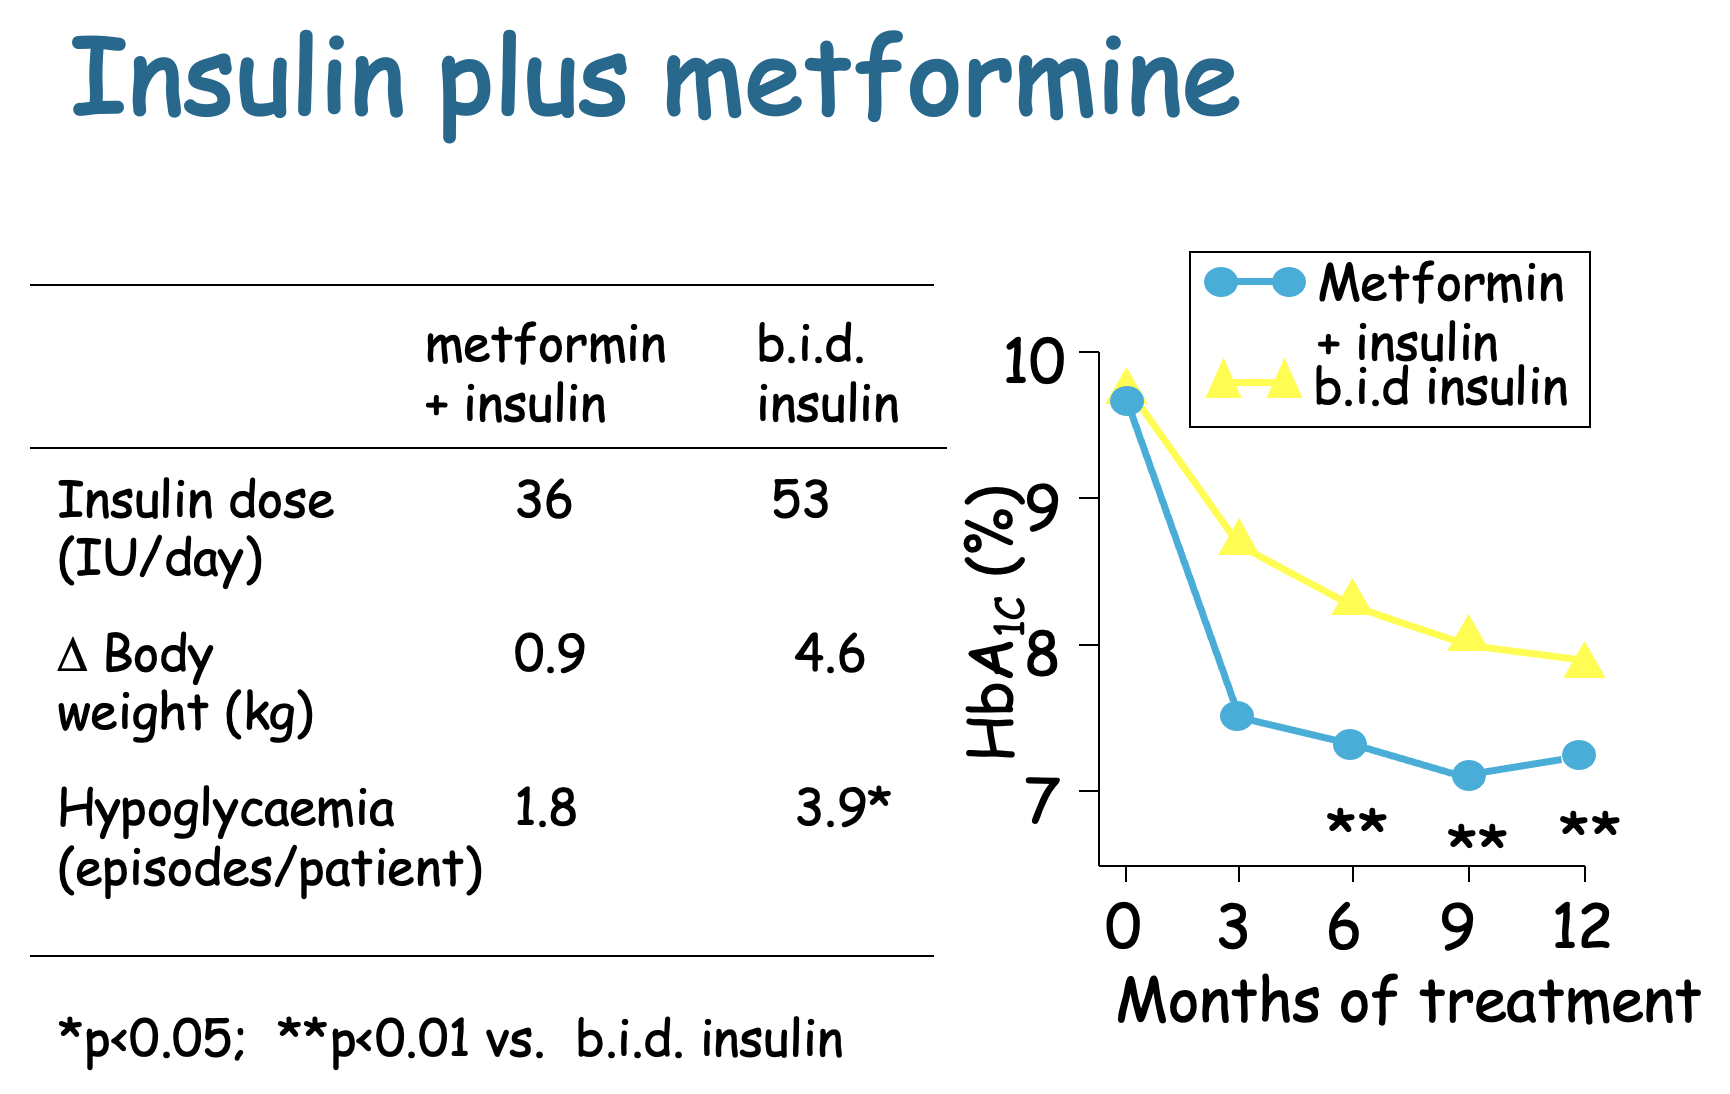 Insulin plus metformine
metformin b.i.d.
+ insulin insulin
Insulin dose 36 53
(IU/day)
Δ Body 0.9 4.6
weight (kg)
Hypoglycaemia 1.8 3.9*
(episodes/patient)
*p<0.05; **p<0.01 vs. b.i.d. insulin
Metformin
+ insulin
b.i.d insulin
HbA1C (%)
10
9
8
7
** ** **
0 3 6 9 12
Months of treatment